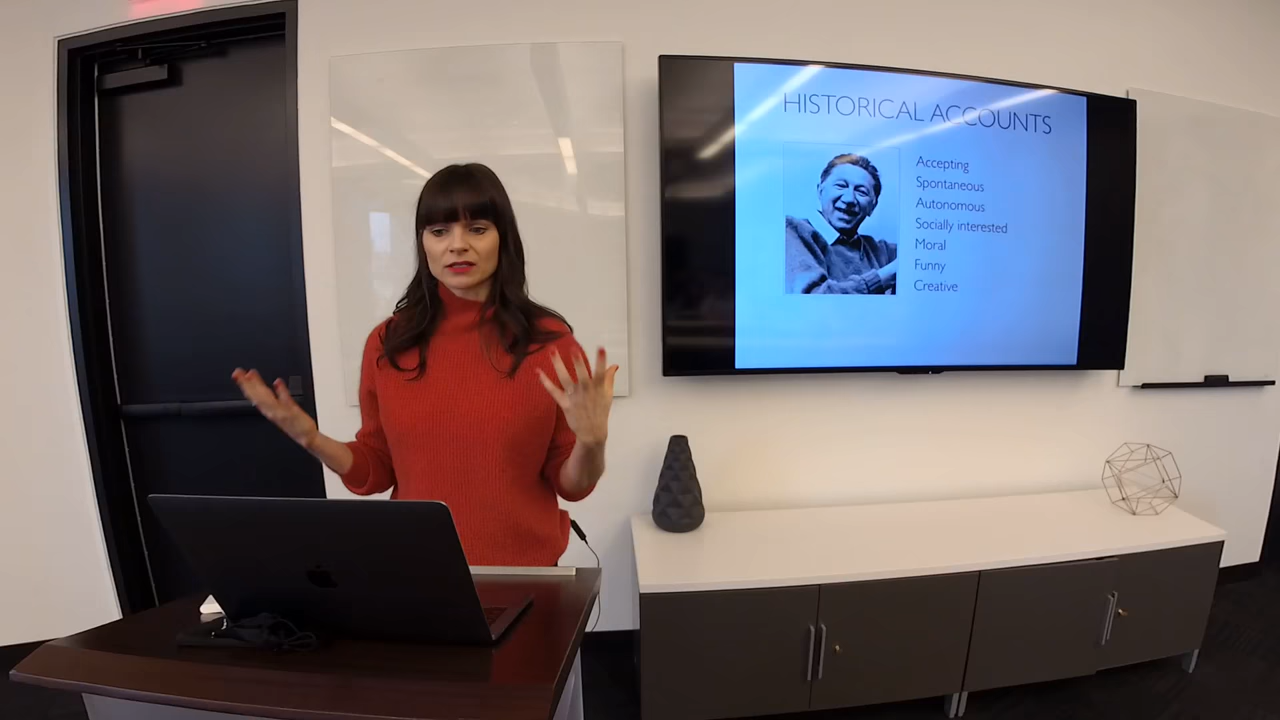 HISTORICAL ACCOUNTS
Accepting
Spontaneous
Autonomous
Socially interested
Moral
Funny
Creative